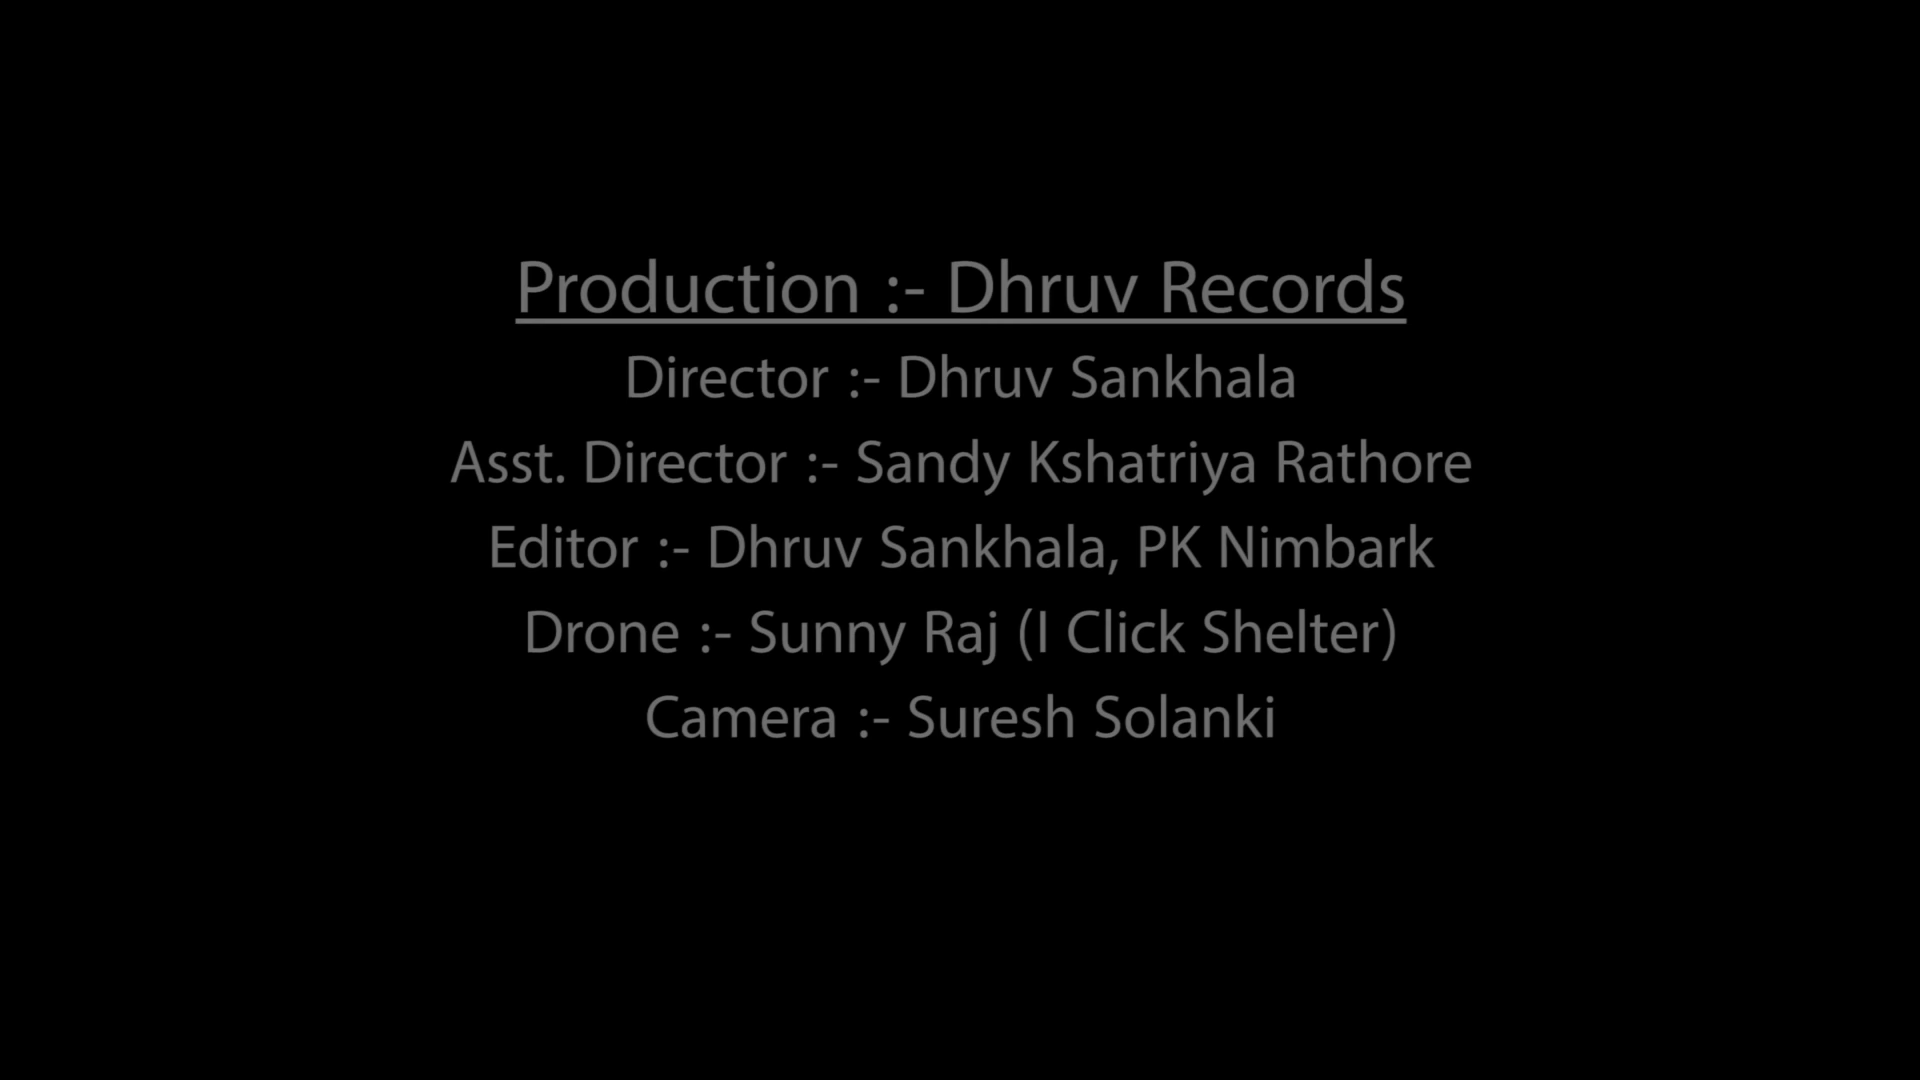 Production :- Dhruv Records
Director :- Dhruv Sankhala
Asst. Director :- Sandy Kshatriya Rathore
Editor :- Dhruv Sankhala, PK Nimbark
Drone :- Sunny Raj (I Click Shelter)
Camera :- Suresh Solanki